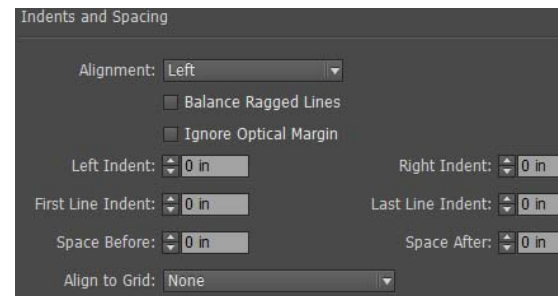 Indents and Spacing
Alignment: Left
Balance Ragged Lines
Ignore Optical Margin
Left Indent: 0 in Right Indent: 0 in
First Line Indent: 0 in Last Line Indent: 0 in
Space Before: 0 in Space After: 0 in
Align to Grid: None